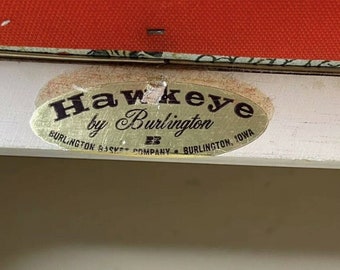 Hawkeye
by Burlington
B
BURLINGTON BASKET COMPANY • BURLINGTON, IOWA